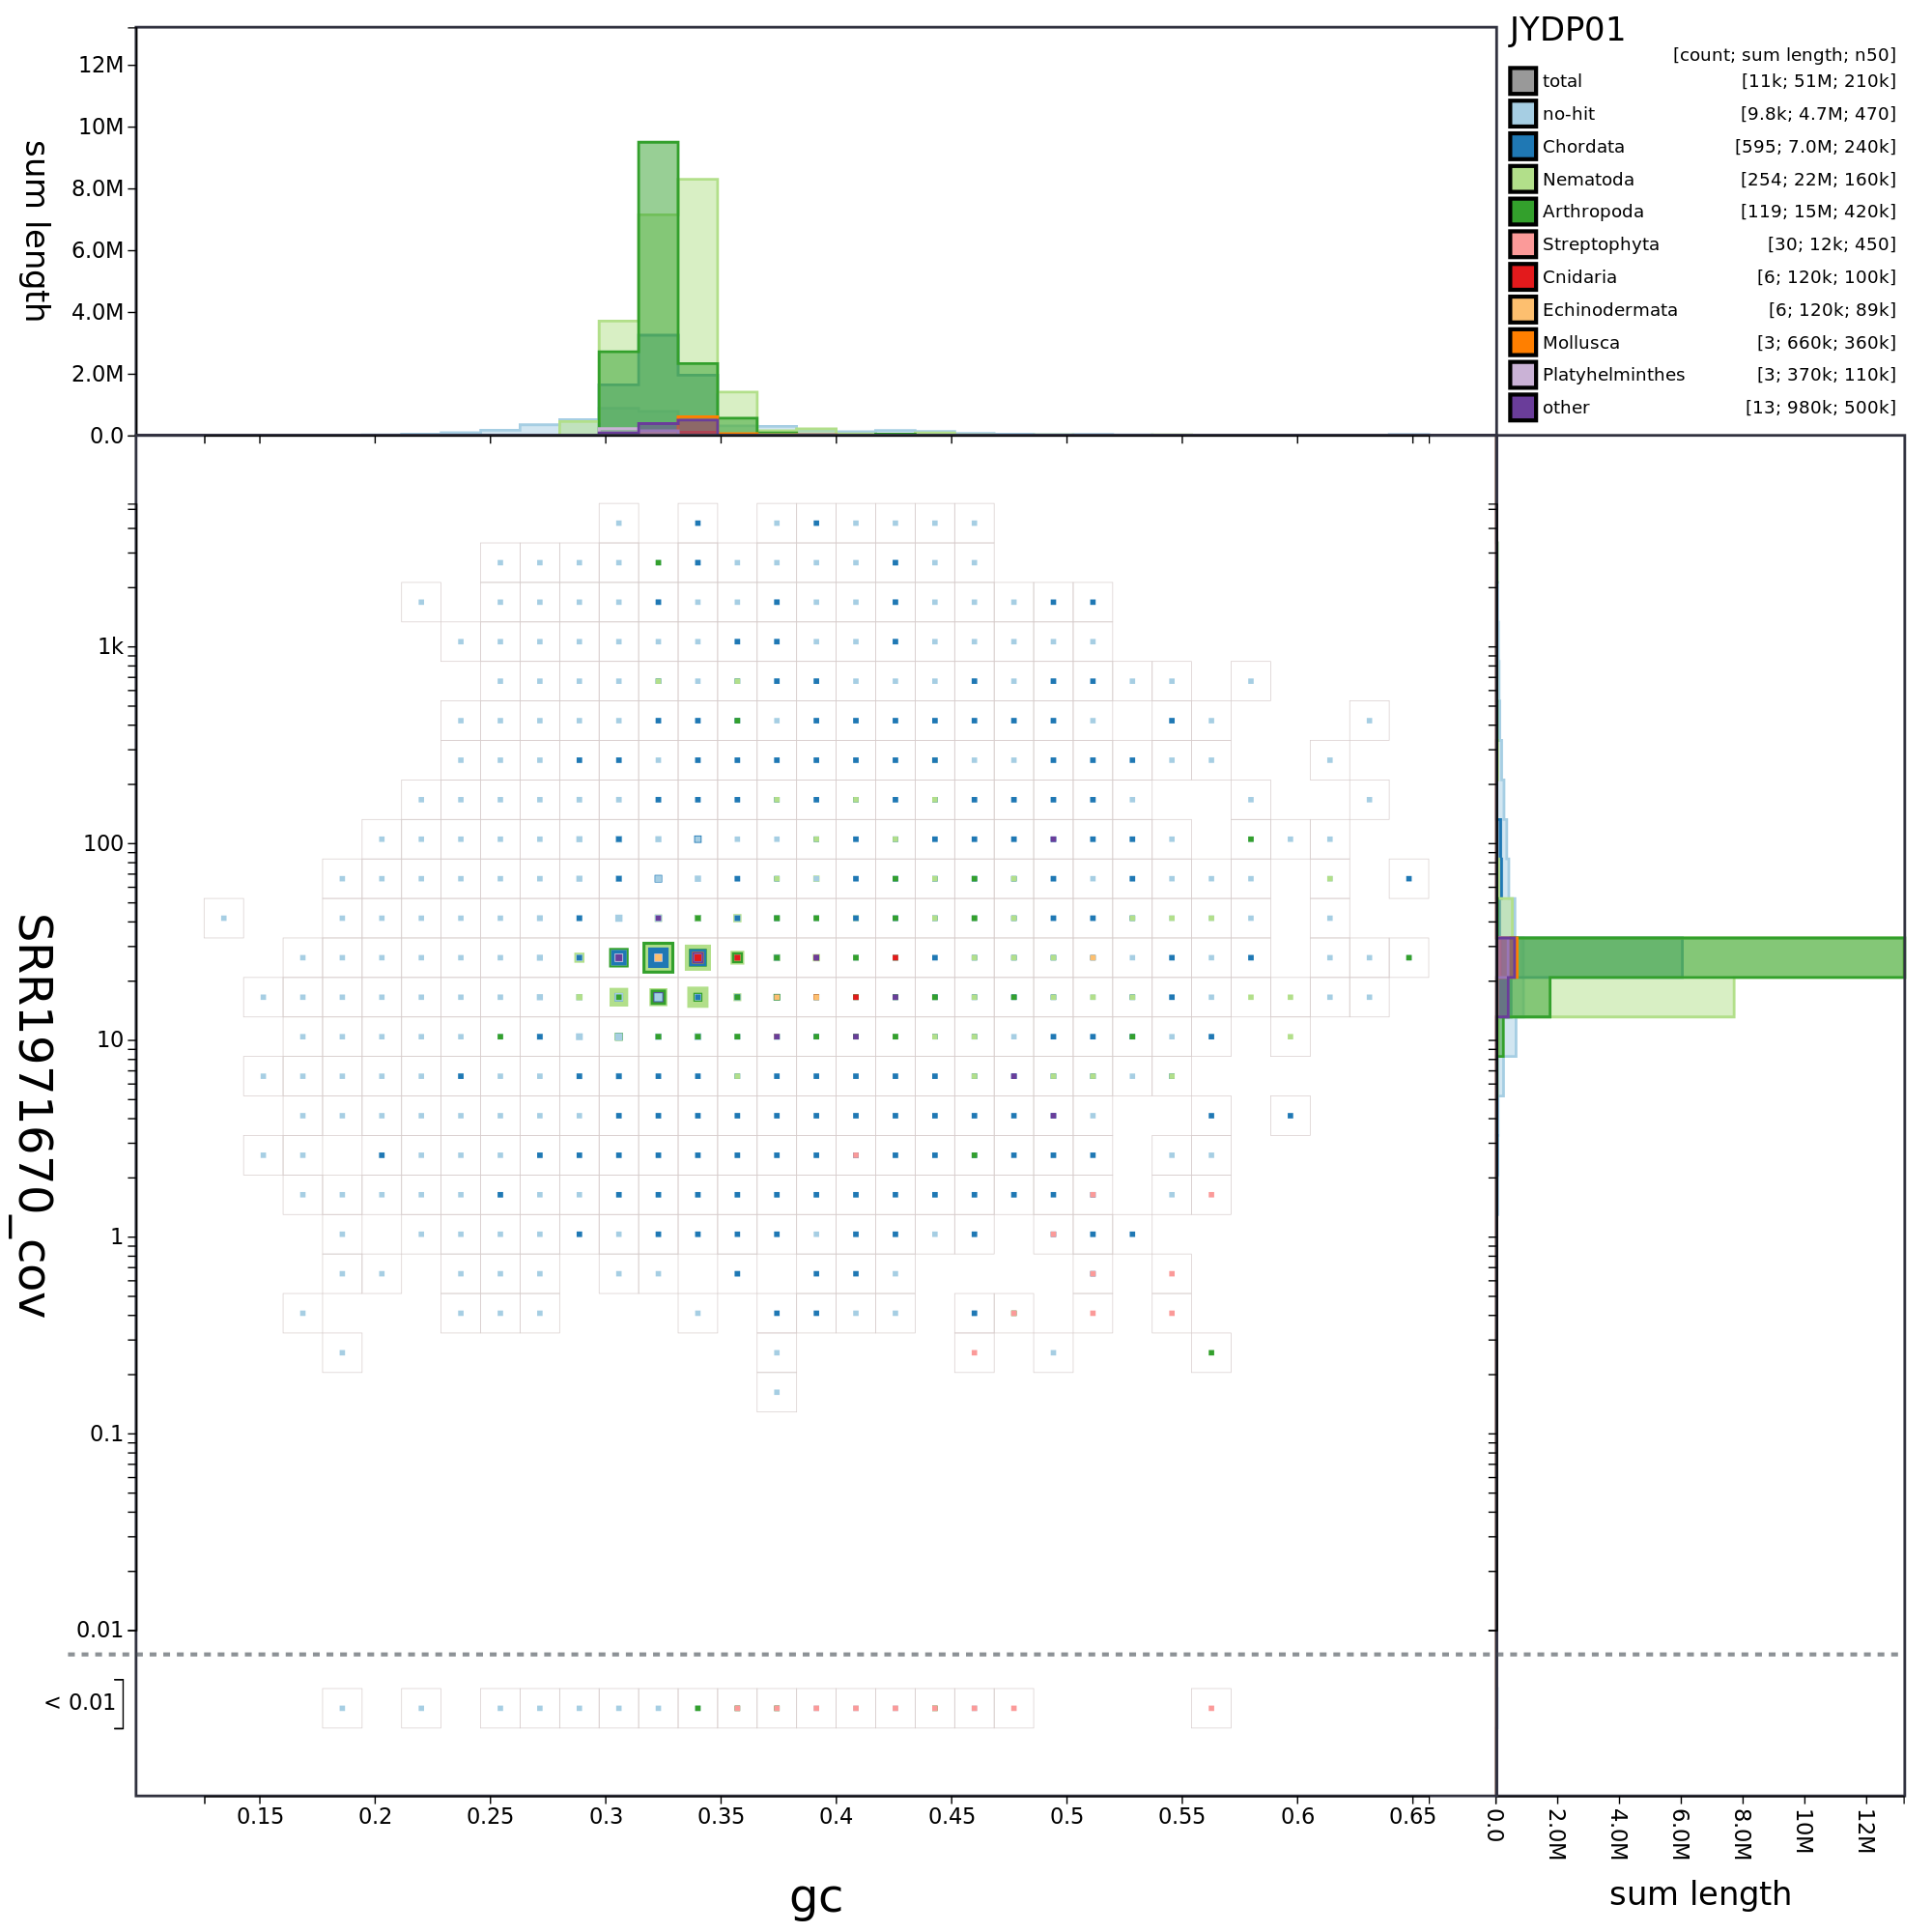 JYDP01
[count; sum length; n50]
total [11k; 51M; 210k]
no-hit [9.8k; 4.7M; 470]
Chordata [595; 7.0M; 240k]
Nematoda [254; 22M; 160k]
Arthropoda [119; 15M; 420k]
Streptophyta [30; 12k; 450]
Cnidaria [6; 120k; 100k]
Echinodermata [6; 120k; 89k]
Mollusca [3; 660k; 360k]
Platyhelminthes [3; 370k; 110k]
other [13; 980k; 500k]
sum length
12M
10M
8.0M
6.0M
4.0M
2.0M
0.0
SRR1971670_cov
1k
100
10
1
0.1
0.01
< 0.01
0.15 0.2 0.25 0.3 0.35 0.4 0.45 0.5 0.55 0.6 0.65
gc
0.0 2.0M 4.0M 6.0M 8.0M 10M 12M
sum length